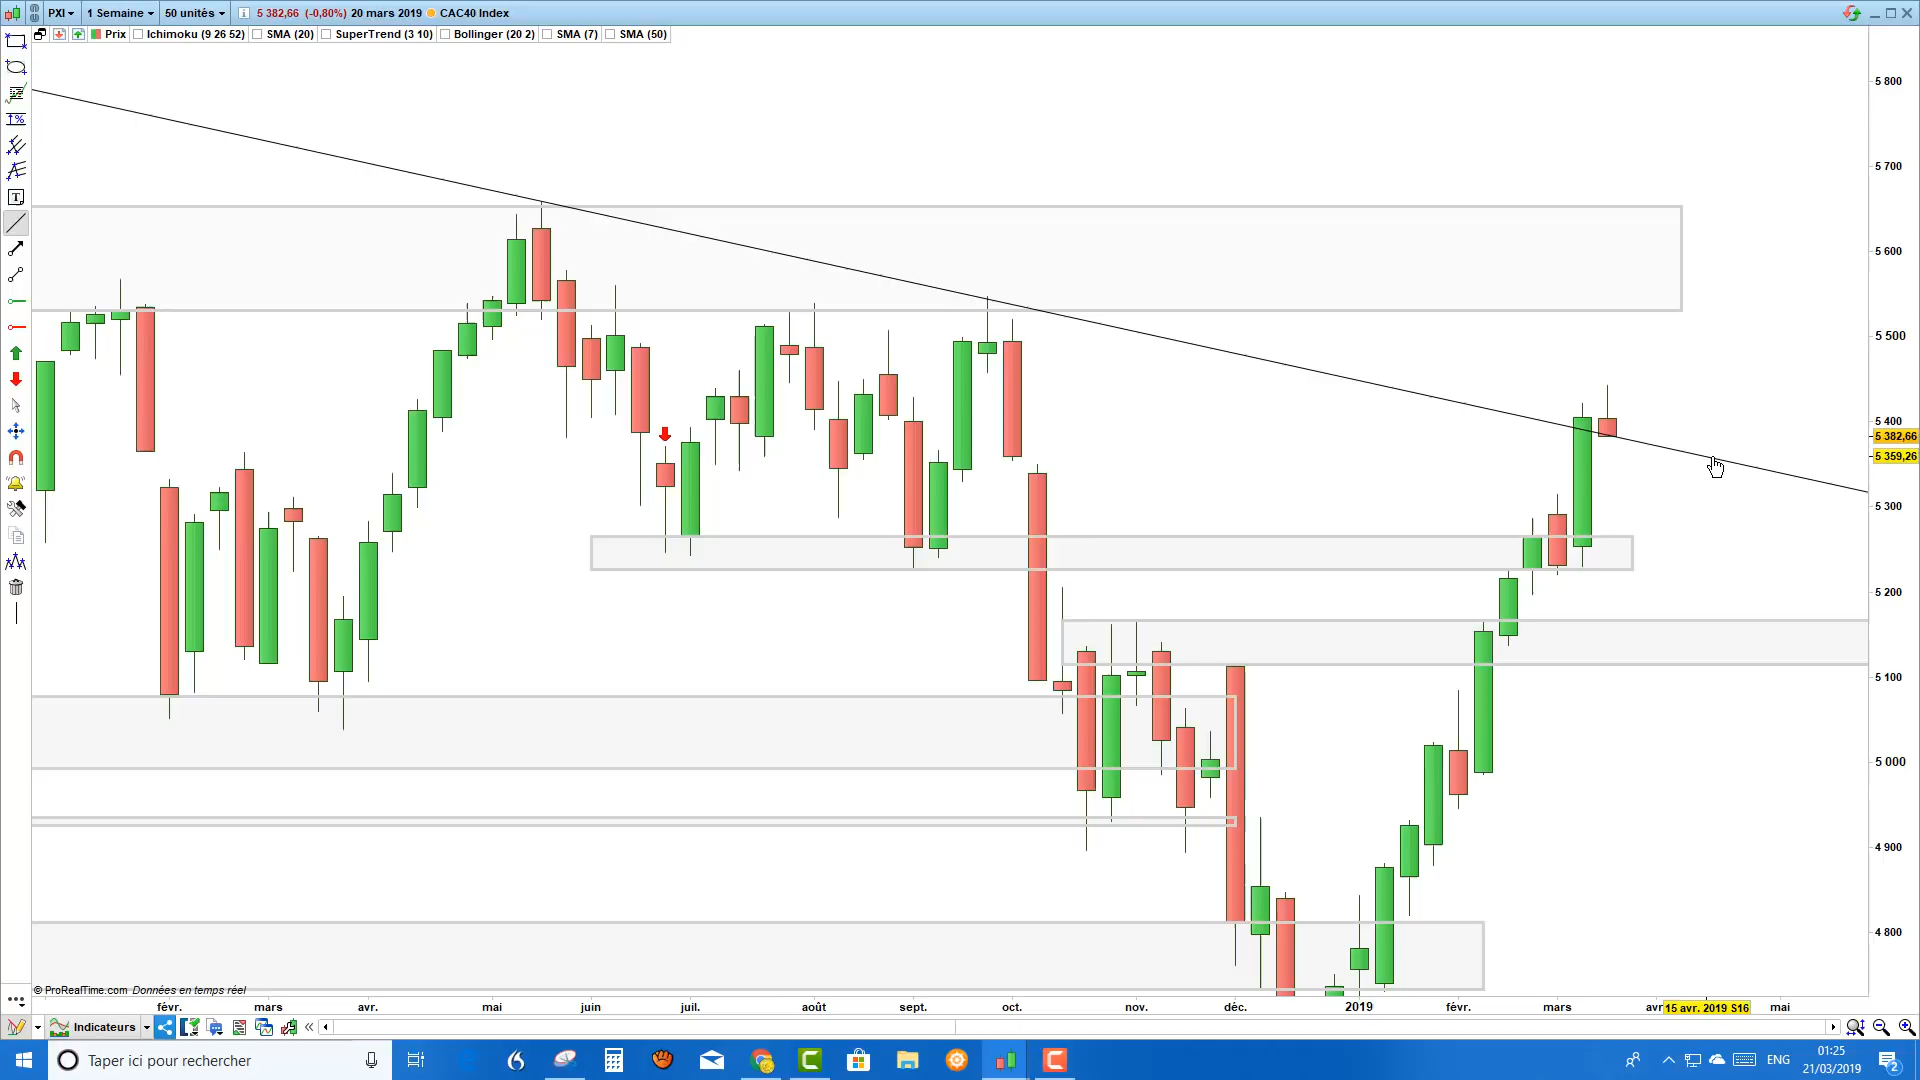 PXI 1 Semaine 50 unités i 5 382,66 (-0,80%) 20 mars 2019 CAC40 Index
Prix Ichimoku (9 26 52) SMA (20) SuperTrend (3 10) Bollinger (20 2) SMA (7) SMA (50)
5 800
5 700
5 600
5 500
5 400
5 382,66
5 359,26
5 300
5 200
5 100
5 000
4 900
4 800
© ProRealTime.com Données en temps réel
févr. mars avr. mai juin juil. août sept. oct. nov. déc. 2019 févr. mars avr 15 avr. 2019 S16 mai
Indicateurs
Taper ici pour rechercher
ENG
01:25
21/03/2019
2